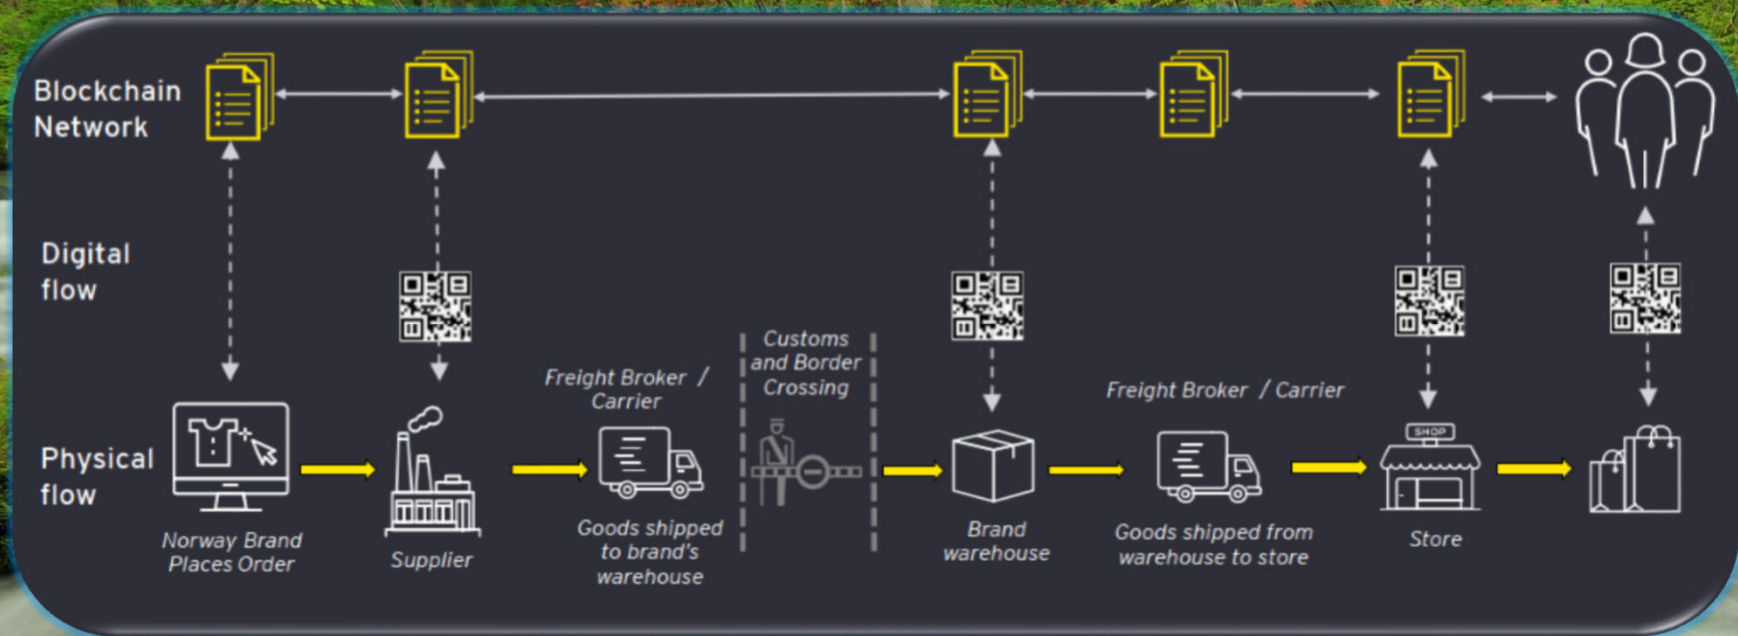 Blockchain
Network
Digital
flow
Customs
and Border
Crossing
Freight Broker /
Carrier
Freight Broker / Carrier
SHOP
Physical
flow
Norway Brand
Places Order
Supplier
Goods shipped
to brand's
warehouse
Brand
warehouse
Goods shipped from
warehouse to store
Store